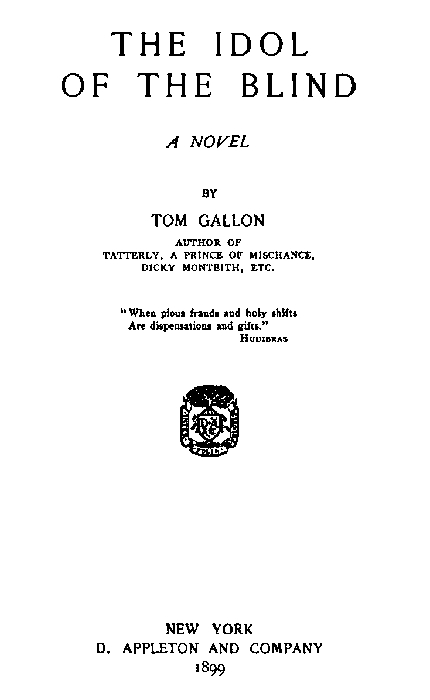 THE IDOL
OF THE BLIND
A NOVEL
BY
TOM GALLON
AUTHOR OF
TATTERLY, A PRINCE OF MISCHANCE,
DICKY MONTEITH, ETC.
"When pious frauds and holy shifts
Are dispensations and gifts."
HUDIBRAS
NEW YORK
D. APPLETON AND COMPANY
1899